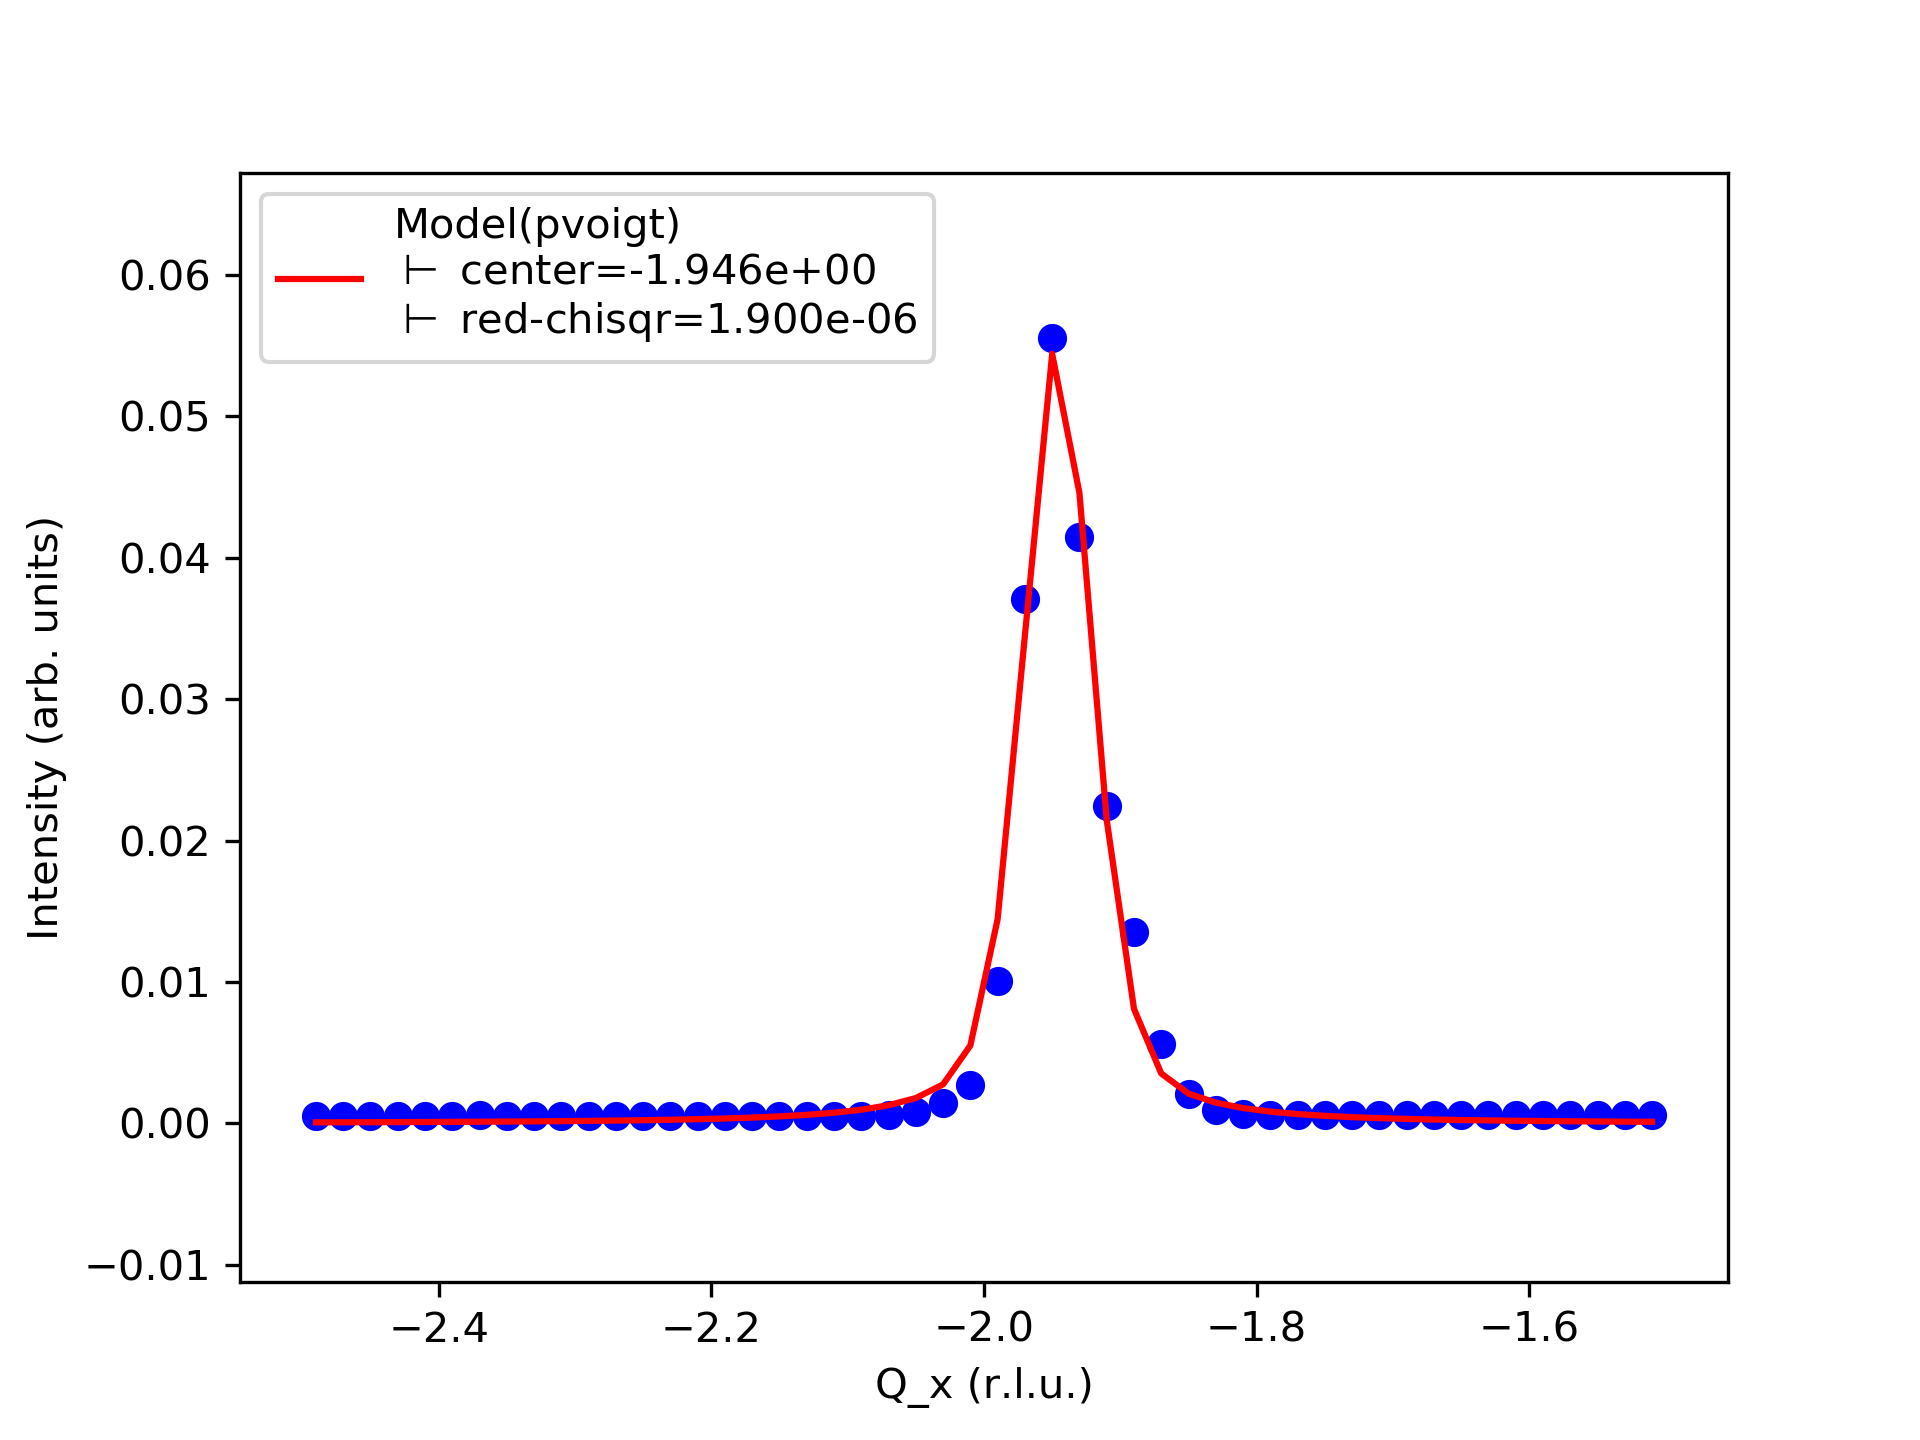 Model(pvoigt)
⊢ center=-1.946e+00
⊢ red-chisqr=1.900e-06
0.06
0.05
0.04
0.03
0.02
0.01
0.00
−0.01
Intensity (arb. units)
−2.4 −2.2 −2.0 −1.8 −1.6
Q_x (r.l.u.)